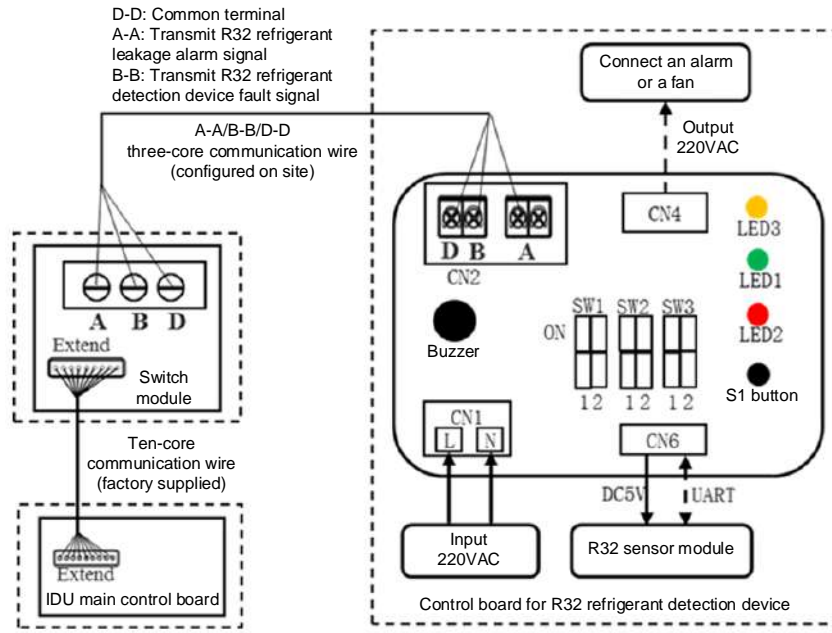 D-D: Common terminal
A-A: Transmit R32 refrigerant
leakage alarm signal
B-B: Transmit R32 refrigerant
detection device fault signal
A-A/B-B/D-D
three-core communication wire
(configured on site)
Connect an alarm
or a fan
Output
220VAC
CN4
LED3
LED1
LED2
S1 button
D B A
CN2
Buzzer
SW1 SW2 SW3
ON
1 2 1 2 1 2
CN1
L N
CN6
DC5V UART
Input
220VAC
R32 sensor module
Control board for R32 refrigerant detection device
A B D
Extend
Switch
module
Ten-core
communication wire
(factory supplied)
Extend
IDU main control board